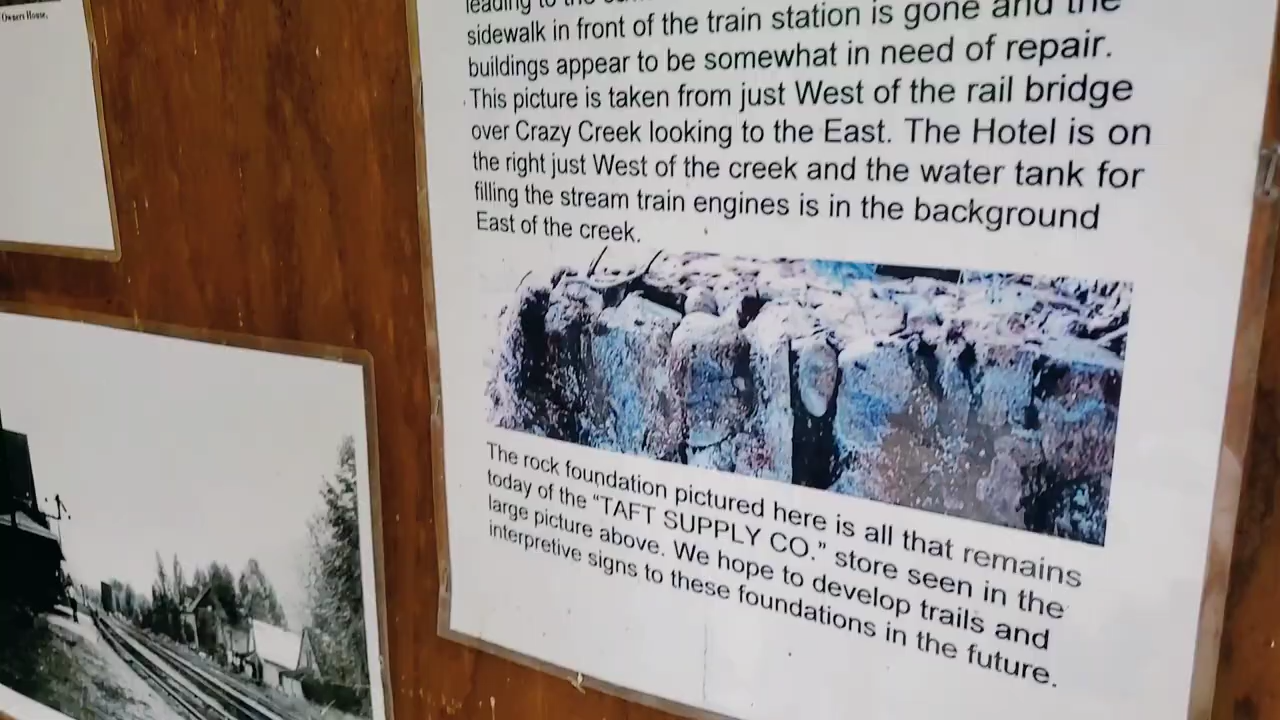 Owners House,
leading to the
sidewalk in front of the train station is gone and the
buildings appear to be somewhat in need of repair.
This picture is taken from just West of the rail bridge
over Crazy Creek looking to the East. The Hotel is on
the right just West of the creek and the water tank for
filling the stream train engines is in the background
East of the creek.
The rock foundation pictured here is all that remains
today of the “TAFT SUPPLY CO.” store seen in the
large picture above. We hope to develop trails and
interpretive signs to these foundations in the future.